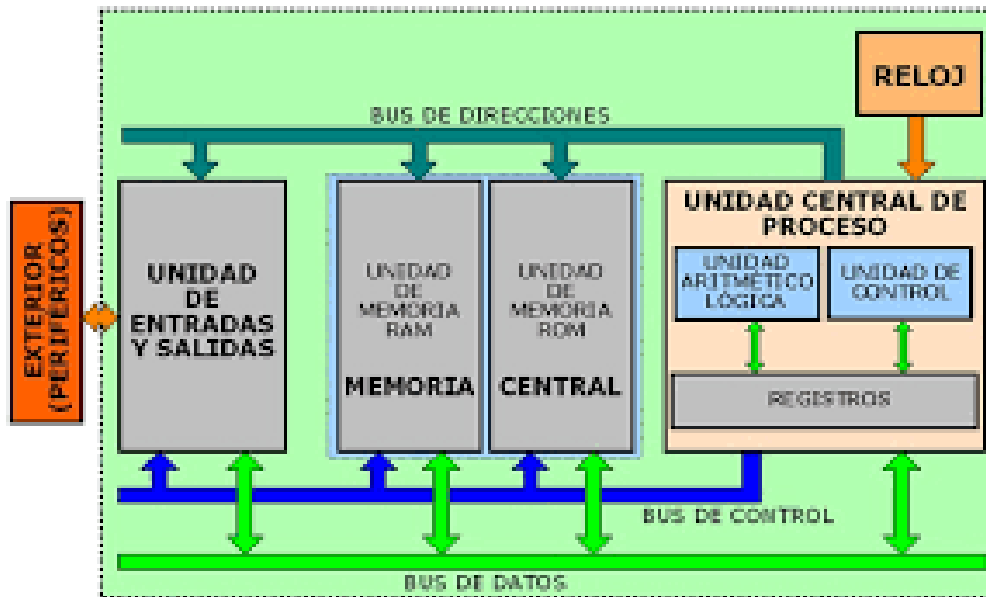 RELOJ
BUS DE DIRECCIONES
EXTERIOR
(PERIFÉRICOS)
UNIDAD
DE
ENTRADAS
Y SALIDAS
UNIDAD
DE
MEMORIA
RAM
MEMORIA
UNIDAD
DE
MEMORIA
ROM
CENTRAL
UNIDAD CENTRAL DE
PROCESO
UNIDAD
ARITMÉTICO
LÓGICA
UNIDAD DE
CONTROL
REGISTROS
BUS DE CONTROL
BUS DE DATOS